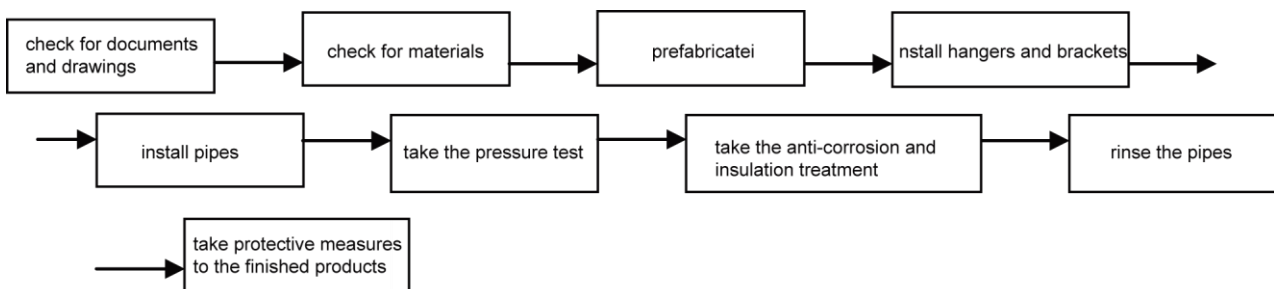 check for documents
and drawings
check for materials
prefabricatei
nstall hangers and brackets
install pipes
take the pressure test
take the anti-corrosion and
insulation treatment
rinse the pipes
take protective measures
to the finished products